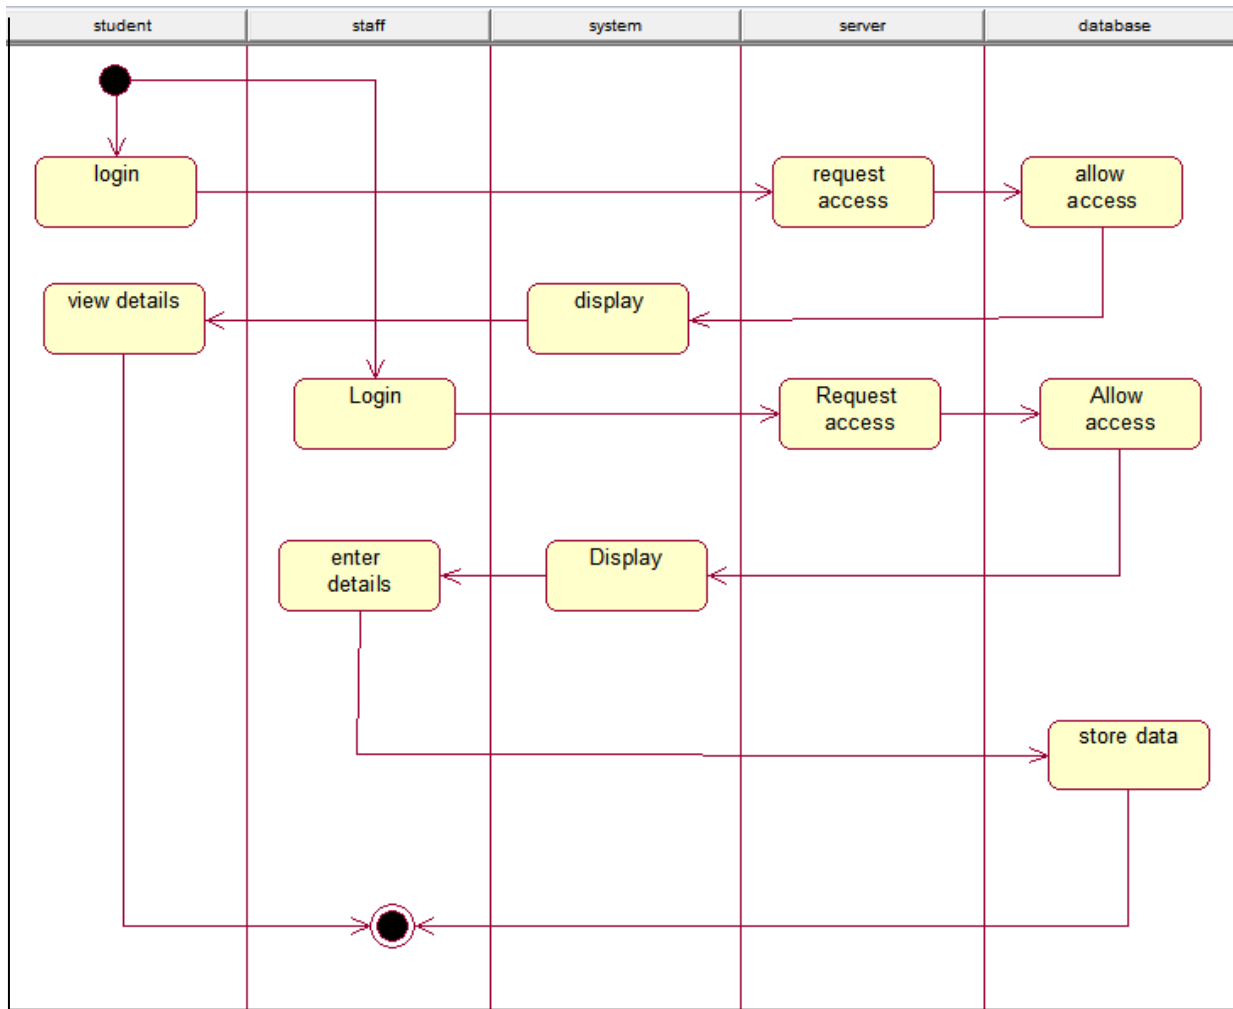 student
staff
system
server
database
login
request
access
allow
access
view details
display
Login
Request
access
Allow
access
enter
details
Display
store data